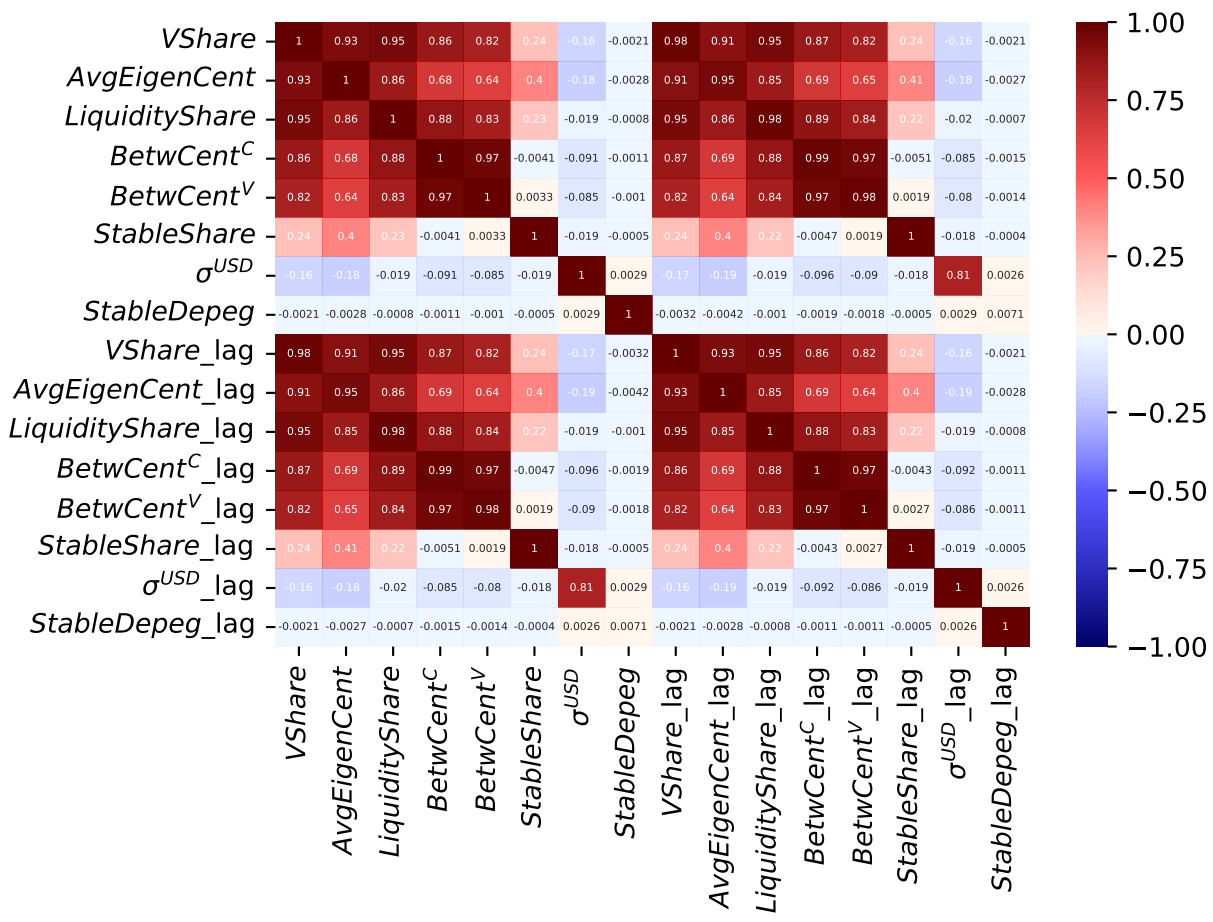 VShare 1 0.93 0.95 0.86 0.82 0.24 -0.16 -0.0021 0.98 0.91 0.95 0.87 0.82 0.24 -0.16 -0.0021
AvgEigenCent 0.93 1 0.86 0.68 0.64 0.4 -0.18 -0.0028 0.91 0.95 0.85 0.69 0.65 0.41 -0.18 -0.0027
LiquidityShare 0.95 0.86 1 0.88 0.83 0.23 -0.019 -0.0008 0.95 0.86 0.98 0.89 0.84 0.22 -0.02 -0.0007
BetwCent^C 0.86 0.68 0.88 1 0.97 -0.0041 -0.091 -0.0011 0.87 0.69 0.88 0.99 0.97 -0.0051 -0.085 -0.0015
BetwCent^V 0.82 0.64 0.83 0.97 1 0.0033 -0.085 -0.001 0.82 0.64 0.84 0.97 0.98 0.0019 -0.08 -0.0014
StableShare 0.24 0.4 0.23 -0.0041 0.0033 1 -0.019 -0.0005 0.24 0.4 0.22 -0.0047 0.0019 1 -0.018 -0.0004
σ^USD -0.16 -0.18 -0.019 -0.091 -0.085 -0.019 1 0.0029 -0.17 -0.19 -0.019 -0.096 -0.09 -0.018 0.81 0.0026
StableDepeg -0.0021 -0.0028 -0.0008 -0.0011 -0.001 -0.0005 0.0029 1 -0.0032 -0.0042 -0.001 -0.0019 -0.0018 -0.0005 0.0029 0.0071
VShare_lag 0.98 0.91 0.95 0.87 0.82 0.24 -0.17 -0.0032 1 0.93 0.95 0.86 0.82 0.24 -0.16 -0.0021
AvgEigenCent_lag 0.91 0.95 0.86 0.69 0.64 0.4 -0.19 -0.0042 0.93 1 0.85 0.69 0.64 0.4 -0.19 -0.0028
LiquidityShare_lag 0.95 0.85 0.98 0.88 0.84 0.22 -0.019 -0.001 0.95 0.85 1 0.88 0.83 0.22 -0.019 -0.0008
BetwCent^C_lag 0.87 0.69 0.89 0.99 0.97 -0.0047 -0.096 -0.0019 0.86 0.69 0.88 1 0.97 -0.0043 -0.092 -0.0011
BetwCent^V_lag 0.82 0.65 0.84 0.97 0.98 0.0019 -0.09 -0.0018 0.82 0.64 0.83 0.97 1 0.0027 -0.086 -0.0011
StableShare_lag 0.24 0.41 0.22 -0.0051 0.0019 1 -0.018 -0.0005 0.24 0.4 0.22 -0.0043 0.0027 1 -0.019 -0.0005
σ^USD_lag -0.16 -0.18 -0.02 -0.085 -0.08 -0.018 0.81 0.0029 -0.16 -0.19 -0.019 -0.092 -0.086 -0.019 1 0.0026
StableDepeg_lag -0.0021 -0.0027 -0.0007 -0.0015 -0.0014 -0.0004 0.0026 0.0071 -0.0021 -0.0028 -0.0008 -0.0011 -0.0011 -0.0005 0.0026 1
VShare
AvgEigenCent
LiquidityShare
BetwCent^C
BetwCent^V
StableShare
σ^USD
StableDepeg
VShare_lag
AvgEigenCent_lag
LiquidityShare_lag
BetwCent^C_lag
BetwCent^V_lag
StableShare_lag
σ^USD_lag
StableDepeg_lag
1.00
0.75
0.50
0.25
0.00
−0.25
−0.50
−0.75
−1.00